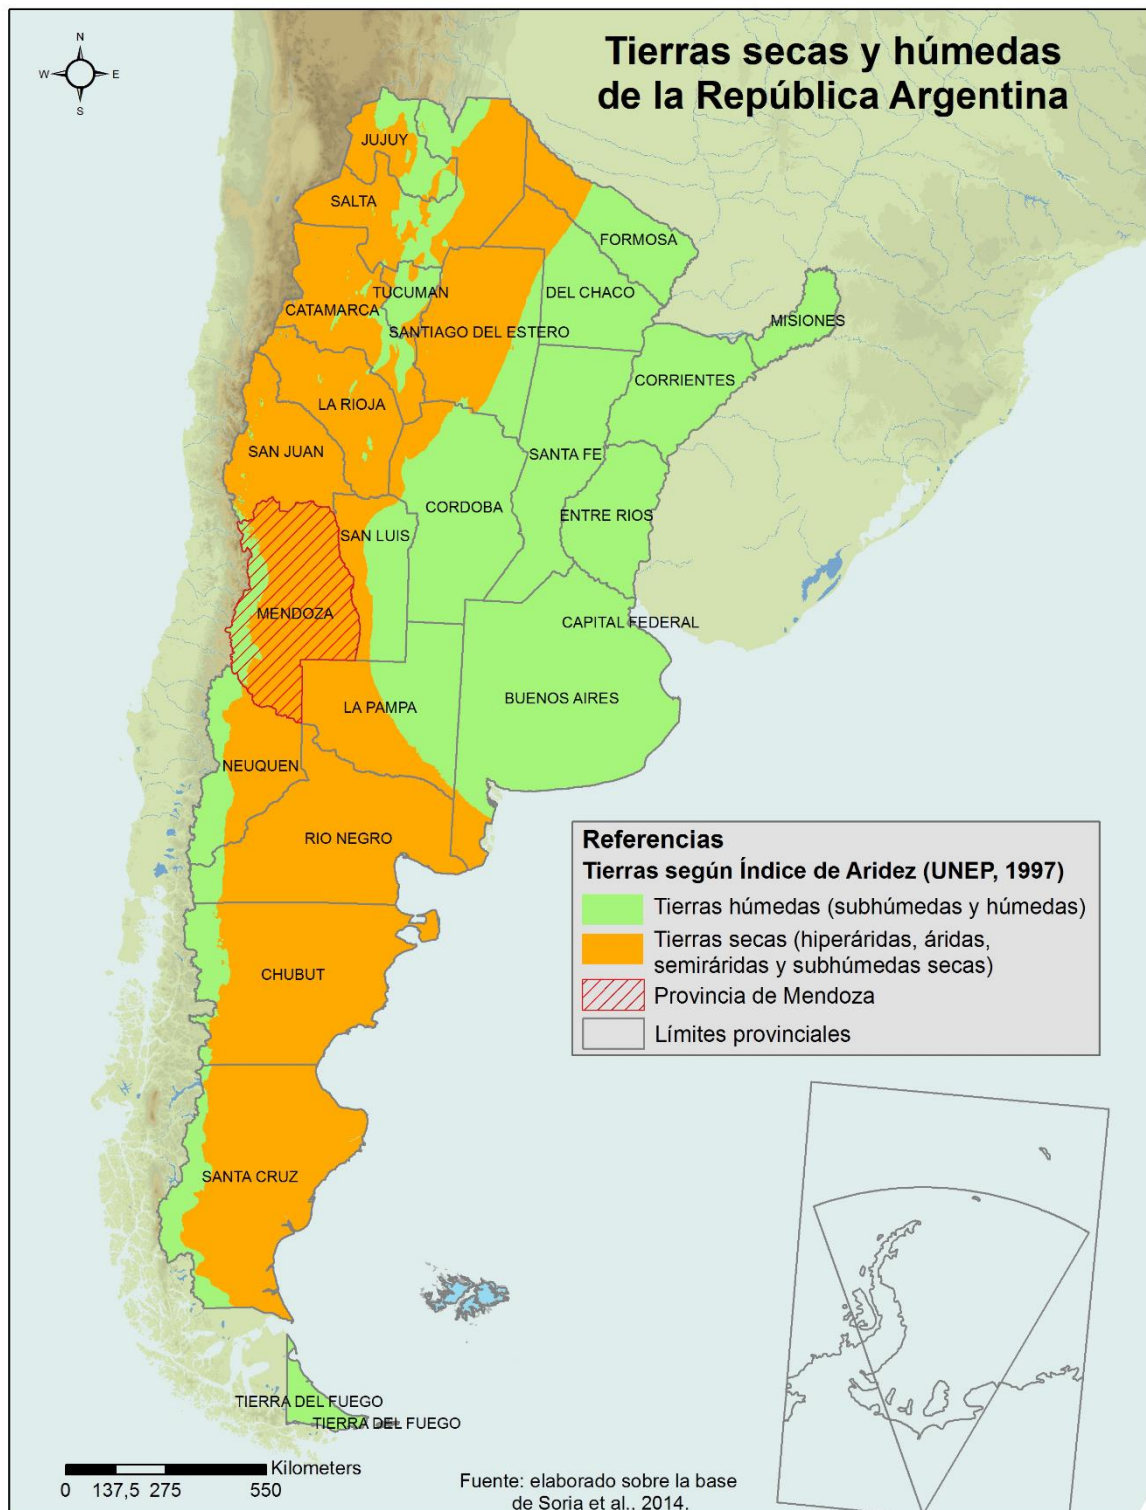 Tierras secas y húmedas
de la República Argentina
N
W
E
S
JUJUY
SALTA
FORMOSA
TUCUMAN
DEL CHACO
CATAMARCA
SANTIAGO DEL ESTERO
MISIONES
CORRIENTES
LA RIOJA
SAN JUAN
SANTA FE
CORDOBA
ENTRE RIOS
SAN LUIS
MENDOZA
CAPITAL FEDERAL
LA PAMPA
BUENOS AIRES
NEUQUEN
RIO NEGRO
CHUBUT
SANTA CRUZ
TIERRA DEL FUEGO
TIERRA DEL FUEGO
Referencias
Tierras según Índice de Aridez (UNEP, 1997)
Tierras húmedas (subhúmedas y húmedas)
Tierras secas (hiperáridas, áridas,
semiráridas y subhúmedas secas)
Provincia de Mendoza
Límites provinciales
Kilometers
0 137,5 275 550
Fuente: elaborado sobre la base
de Soria et al., 2014.